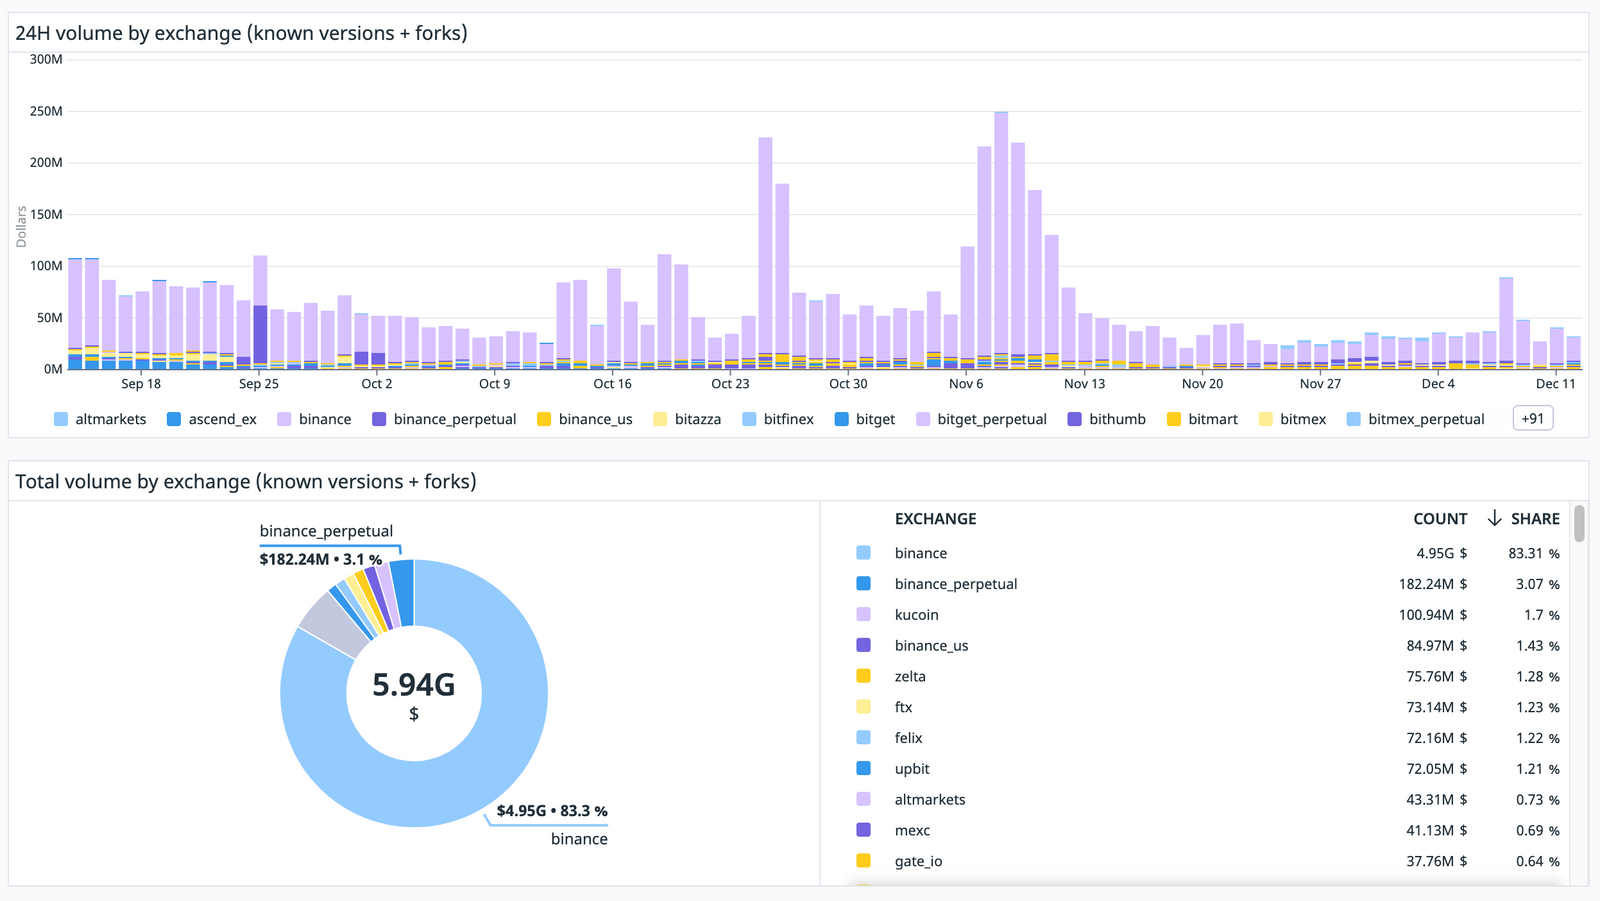 24H volume by exchange (known versions + forks)
300M
250M
200M
150M
100M
50M
0M
Dollars
Sep 18 Sep 25 Oct 2 Oct 9 Oct 16 Oct 23 Oct 30 Nov 6 Nov 13 Nov 20 Nov 27 Dec 4 Dec 11
altmarkets ascend_ex binance binance_perpetual binance_us bitazza bitfinex bitget bitget_perpetual bithumb bitmart bitmex bitmex_perpetual +91
Total volume by exchange (known versions + forks)
binance_perpetual
$182.24M • 3.1 %
5.94G
$
$4.95G • 83.3 %
binance
EXCHANGE COUNT ↓ SHARE
binance 4.95G $ 83.31 %
binance_perpetual 182.24M $ 3.07 %
kucoin 100.94M $ 1.7 %
binance_us 84.97M $ 1.43 %
zelta 75.76M $ 1.28 %
ftx 73.14M $ 1.23 %
felix 72.16M $ 1.22 %
upbit 72.05M $ 1.21 %
altmarkets 43.31M $ 0.73 %
mexc 41.13M $ 0.69 %
gate_io 37.76M $ 0.64 %